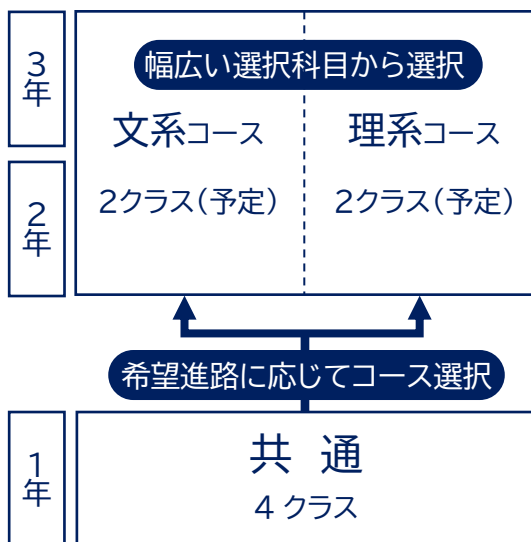 3年
幅広い選択科目から選択
文系コース
理系コース
2年
2クラス(予定)
2クラス(予定)
希望進路に応じてコース選択
1年
共 通
4 クラス